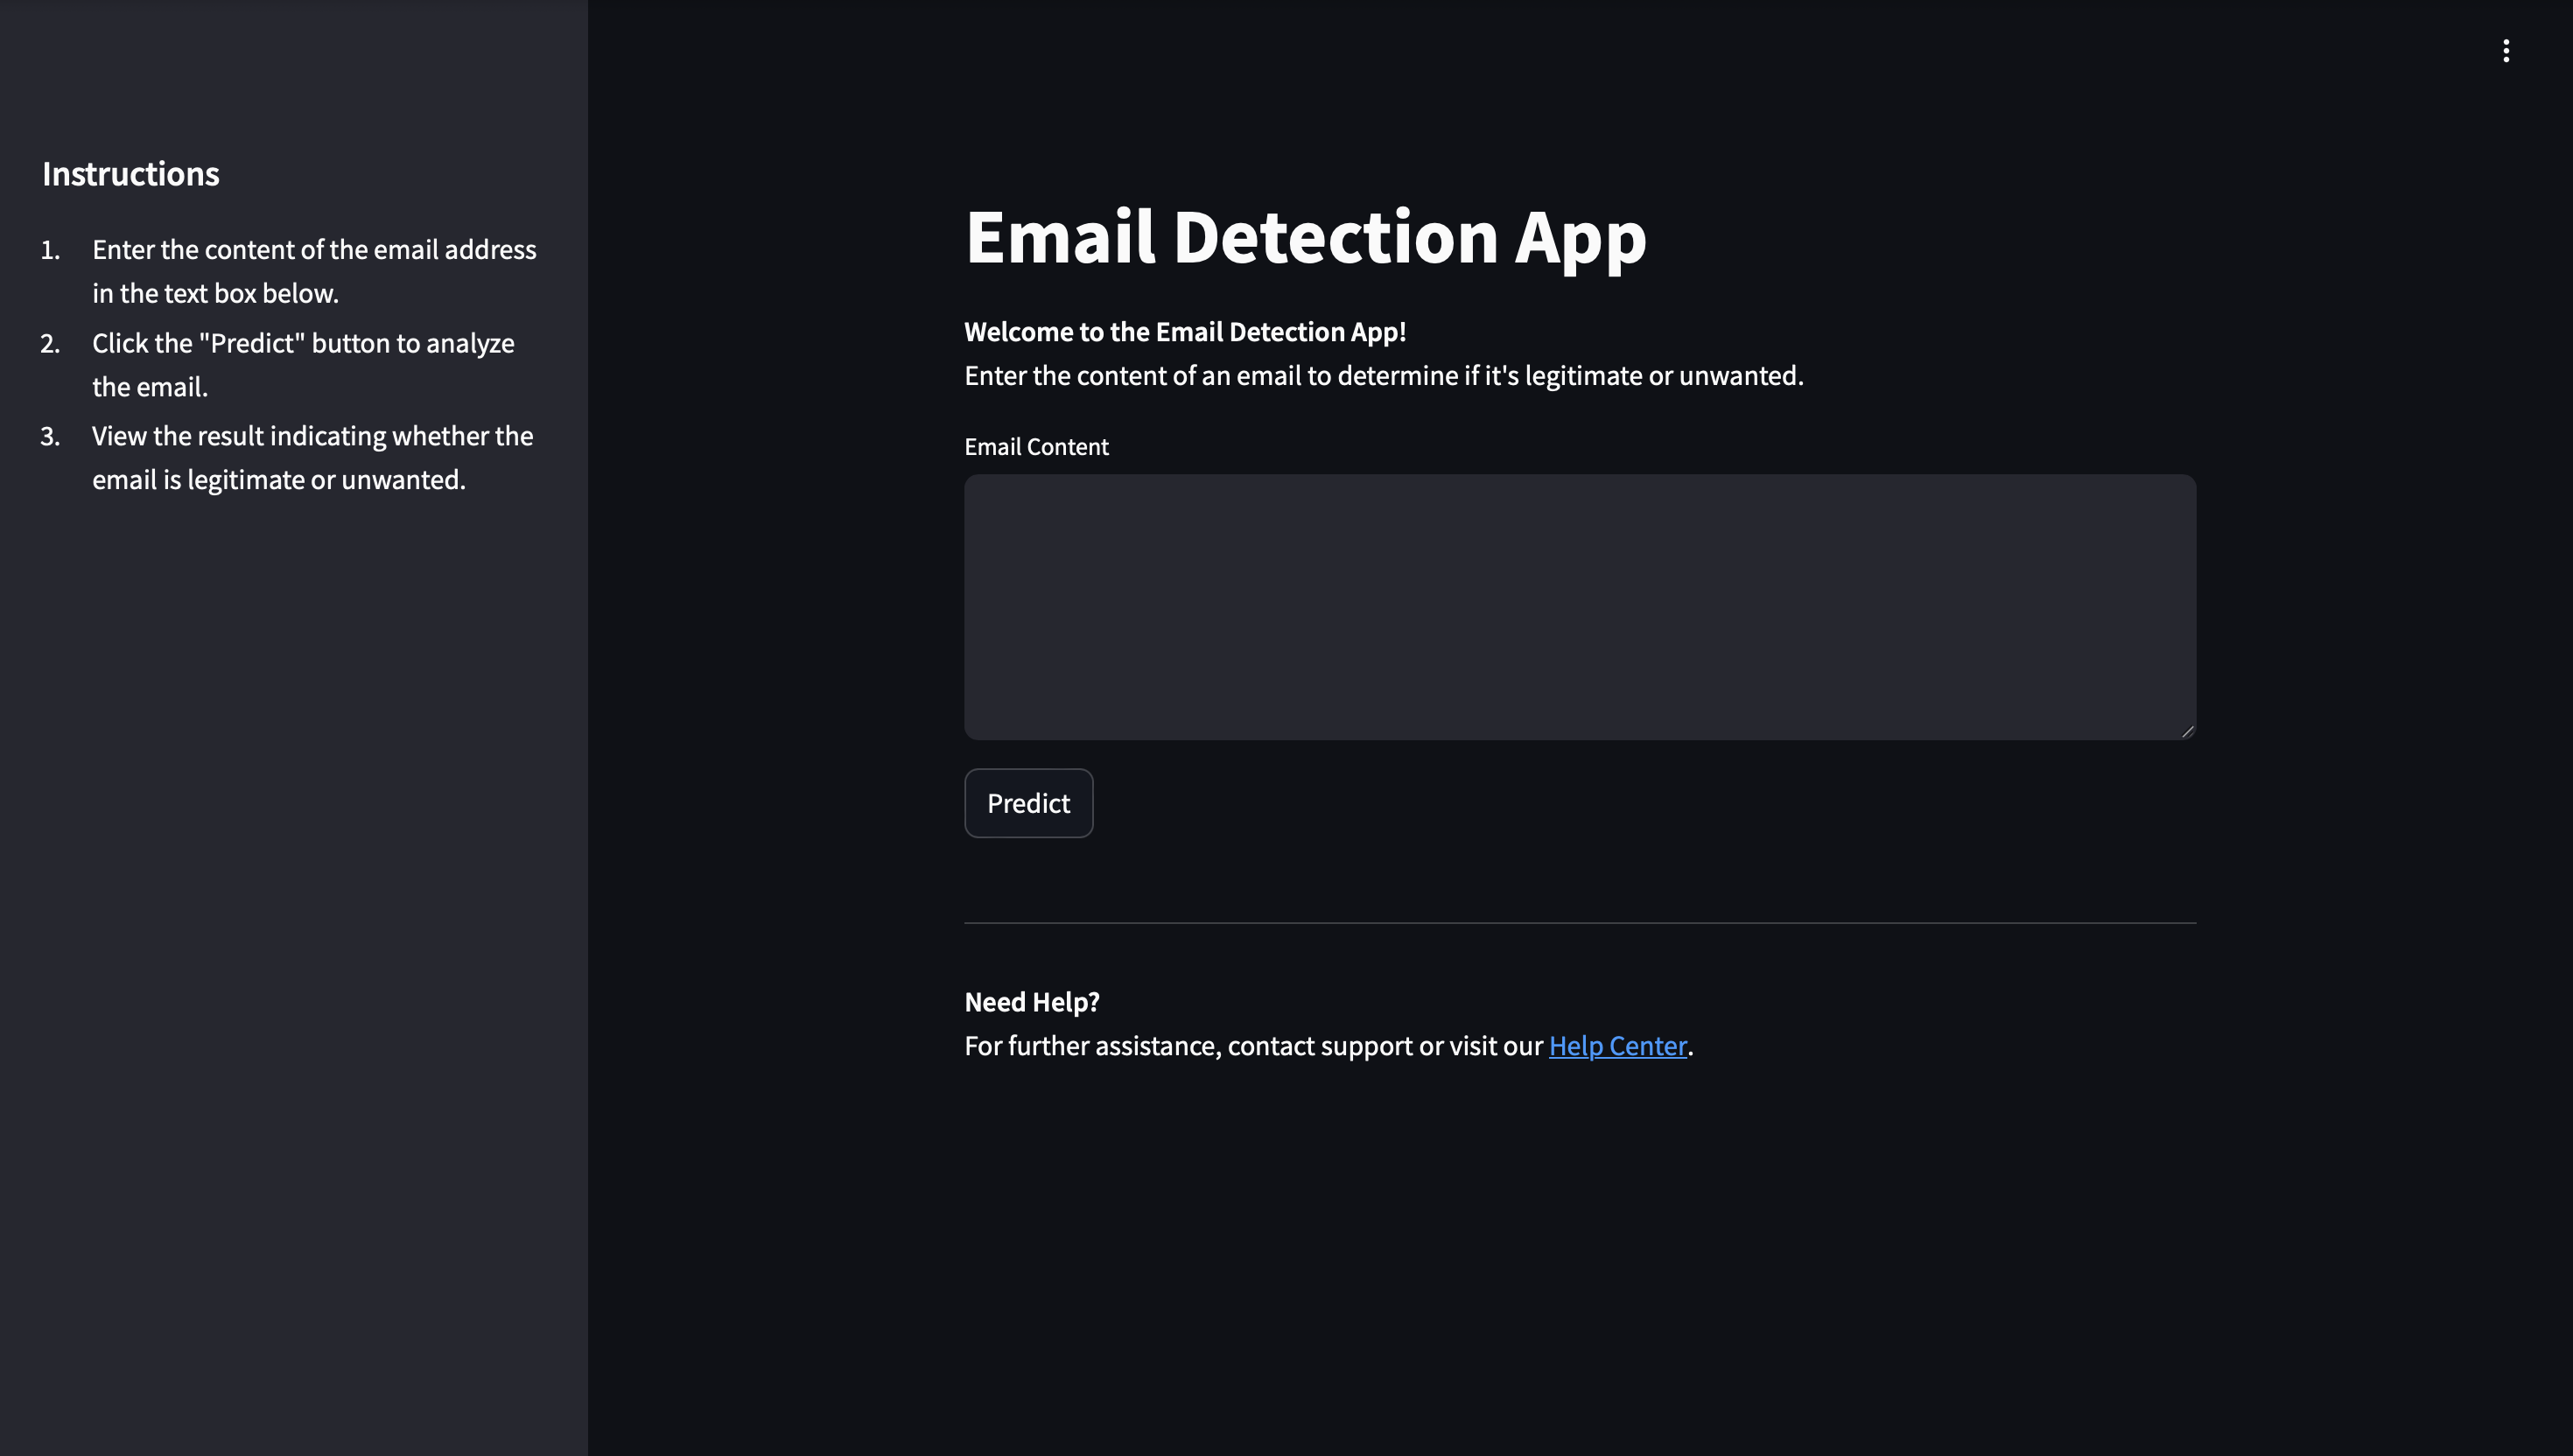 Instructions
1. Enter the content of the email address
in the text box below.
2. Click the "Predict" button to analyze
the email.
3. View the result indicating whether the
email is legitimate or unwanted.
Email Detection App
Welcome to the Email Detection App!
Enter the content of an email to determine if it's legitimate or unwanted.
Email Content
Predict
Need Help?
For further assistance, contact support or visit our Help Center.